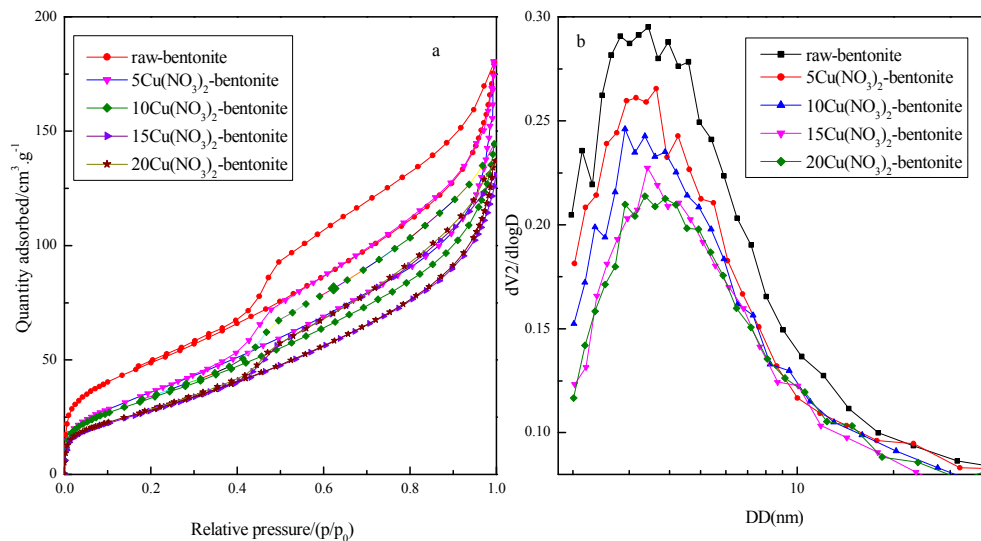 a
raw-bentonite
5Cu(NO3)2-bentonite
10Cu(NO3)2-bentonite
15Cu(NO3)2-bentonite
20Cu(NO3)2-bentonite
200
150
100
50
0
0.0 0.2 0.4 0.6 0.8 1.0
Quantity adsorbed/cm3·g-1
Relative pressure/(p/p0)
b
raw-bentonite
5Cu(NO3)2-bentonite
10Cu(NO3)2-bentonite
15Cu(NO3)2-bentonite
20Cu(NO3)2-bentonite
0.30
0.25
0.20
0.15
0.10
10
dV2/dlogD
DD(nm)